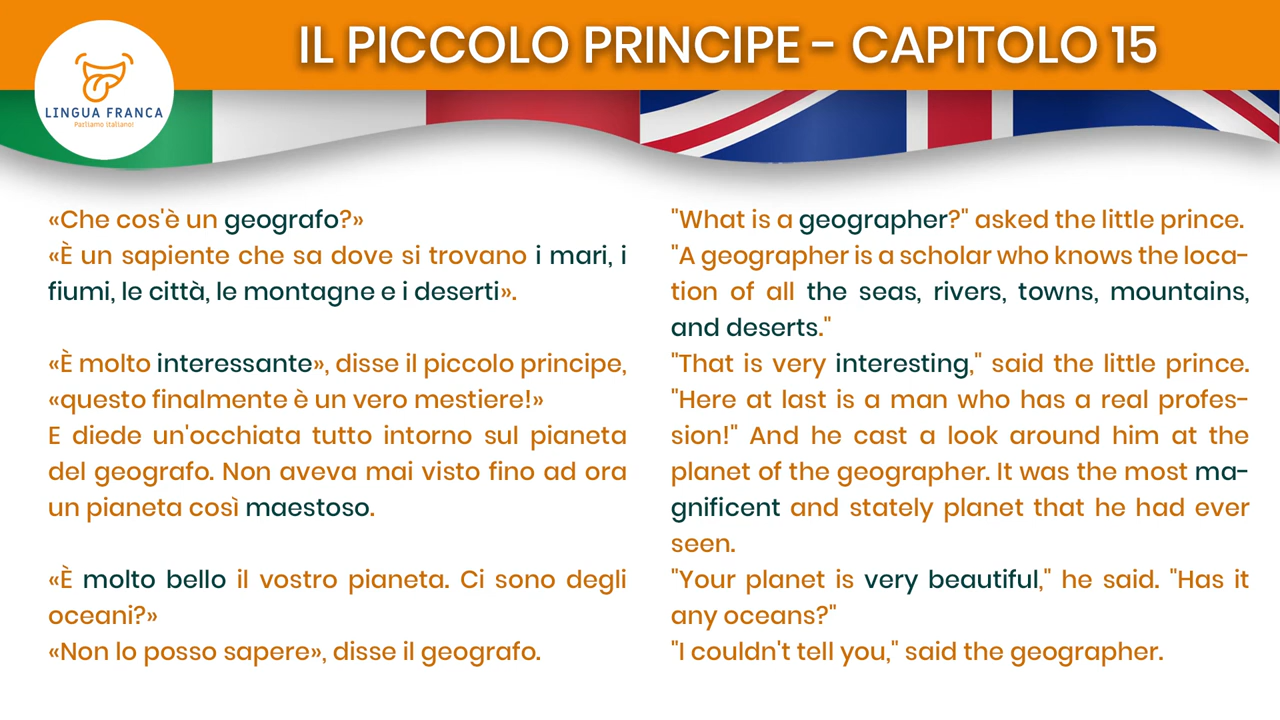 IL PICCOLO PRINCIPE - CAPITOLO 15
LINGUA FRANCA
Parliamo italiano!
«Che cos'è un geografo?»
«È un sapiente che sa dove si trovano i mari, i
fiumi, le città, le montagne e i deserti».
«È molto interessante», disse il piccolo principe,
«questo finalmente è un vero mestiere!»
E diede un'occhiata tutto intorno sul pianeta
del geografo. Non aveva mai visto fino ad ora
un pianeta così maestoso.
«È molto bello il vostro pianeta. Ci sono degli
oceani?»
«Non lo posso sapere», disse il geografo.
"What is a geographer?" asked the little prince.
"A geographer is a scholar who knows the loca-
tion of all the seas, rivers, towns, mountains,
and deserts."
"That is very interesting," said the little prince.
"Here at last is a man who has a real profes-
sion!" And he cast a look around him at the
planet of the geographer. It was the most ma-
gnificent and stately planet that he had ever
seen.
"Your planet is very beautiful," he said. "Has it
any oceans?"
"I couldn't tell you," said the geographer.